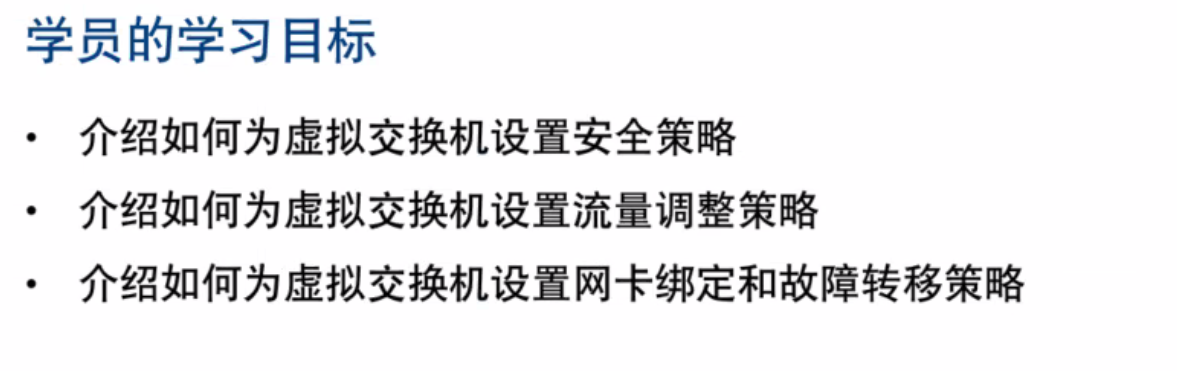 学员的学习目标
• 介绍如何为虚拟交换机设置安全策略
• 介绍如何为虚拟交换机设置流量调整策略
• 介绍如何为虚拟交换机设置网卡绑定和故障转移策略